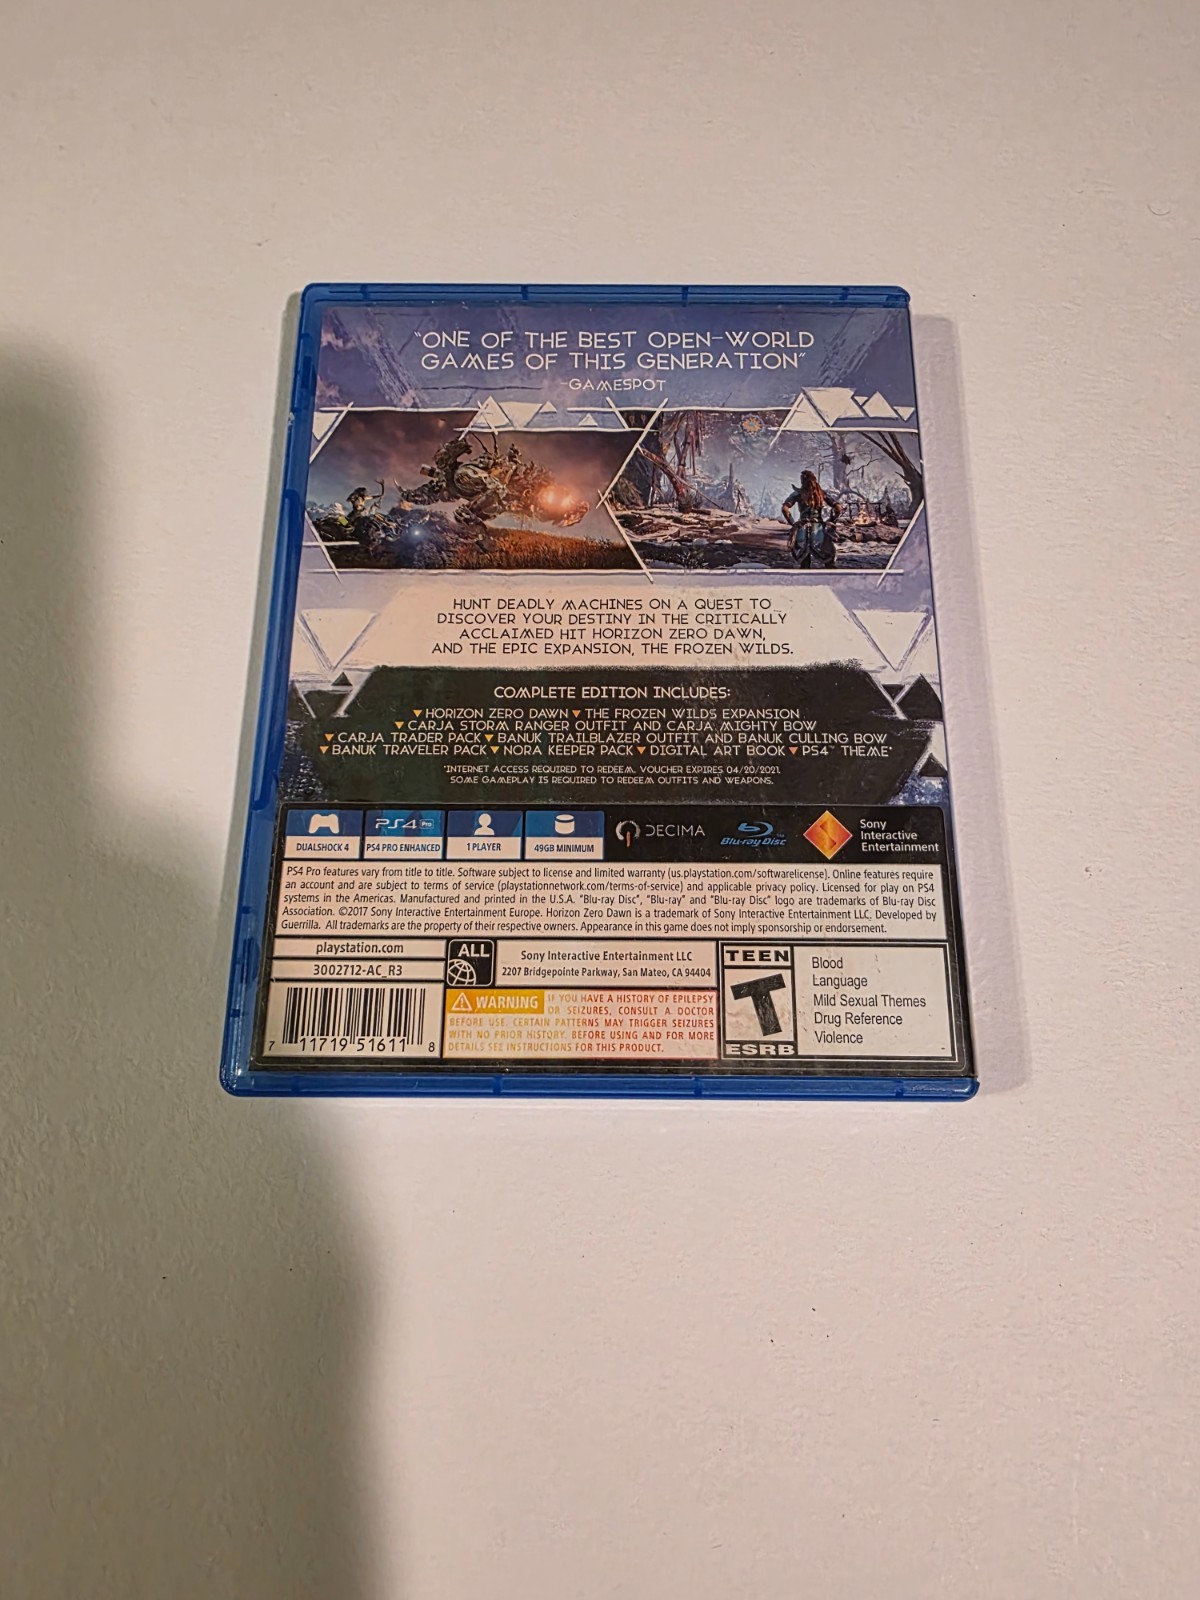 "ONE OF THE BEST OPEN-WORLD
GAMES OF THIS GENERATION"
-GAMESPOT
HUNT DEADLY MACHINES ON A QUEST TO
DISCOVER YOUR DESTINY IN THE CRITICALLY
ACCLAIMED HIT HORIZON ZERO DAWN,
AND THE EPIC EXPANSION, THE FROZEN WILDS.
COMPLETE EDITION INCLUDES:
▼ HORIZON ZERO DAWN ▼ THE FROZEN WILDS EXPANSION
▼ CARJA STORM RANGER OUTFIT AND CARJA MIGHTY BOW
▼ CARJA TRADER PACK ▼ BANUK TRAILBLAZER OUTFIT AND BANUK CULLING BOW
▼ BANUK TRAVELER PACK ▼ NORA KEEPER PACK ▼ DIGITAL ART BOOK ▼ PS4™ THEME*
*INTERNET ACCESS REQUIRED TO REDEEM. VOUCHER EXPIRES 04/20/2021.
SOME GAMEPLAY IS REQUIRED TO REDEEM OUTFITS AND WEAPONS.
DUALSHOCK 4
PS4 Pro
PS4 PRO ENHANCED
1 PLAYER
49GB MINIMUM
DECIMA
Blu-ray Disc™
Sony
Interactive
Entertainment
PS4 Pro features vary from title to title. Software subject to license and limited warranty (us.playstation.com/softwarelicense). Online features require
an account and are subject to terms of service (playstationnetwork.com/terms-of-service) and applicable privacy policy. Licensed for play on PS4
systems in the Americas. Manufactured and printed in the U.S.A. "Blu-ray Disc", "Blu-ray" and "Blu-ray Disc" logo are trademarks of Blu-ray Disc
Association. ©2017 Sony Interactive Entertainment Europe. Horizon Zero Dawn is a trademark of Sony Interactive Entertainment LLC. Developed by
Guerrilla. All trademarks are the property of their respective owners. Appearance in this game does not imply sponsorship or endorsement.
playstation.com
3002712-AC_R3
7 11719 51611 8
ALL
Sony Interactive Entertainment LLC
2207 Bridgepointe Parkway, San Mateo, CA 94404
WARNING IF YOU HAVE A HISTORY OF EPILEPSY
OR SEIZURES, CONSULT A DOCTOR
BEFORE USE. CERTAIN PATTERNS MAY TRIGGER SEIZURES
WITH NO PRIOR HISTORY. BEFORE USING AND FOR MORE
DETAILS SEE INSTRUCTIONS FOR THIS PRODUCT.
TEEN
T
ESRB
Blood
Language
Mild Sexual Themes
Drug Reference
Violence